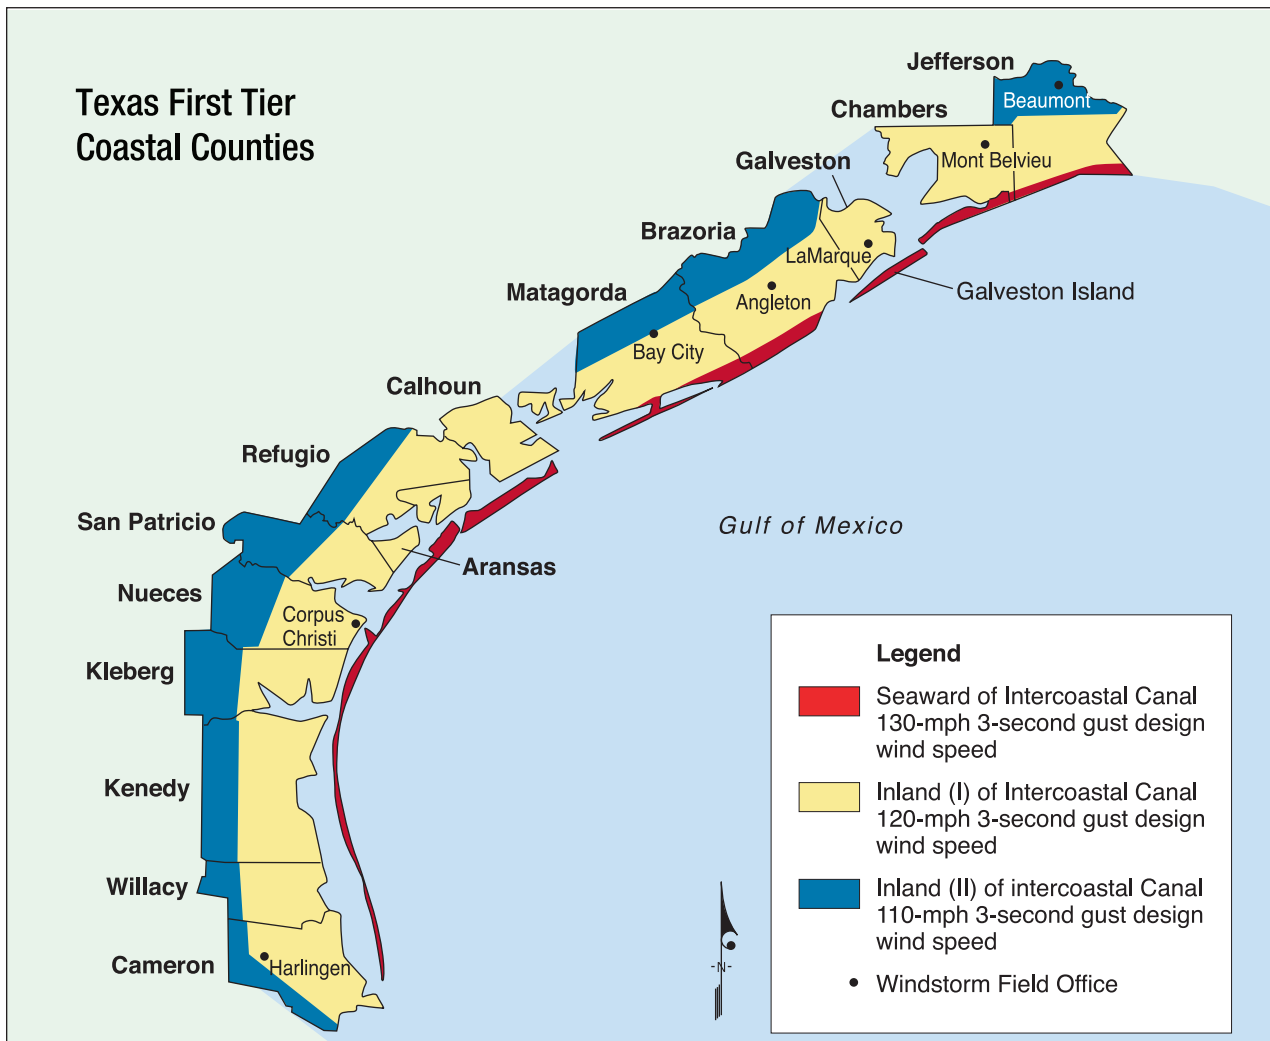 Texas First Tier
Coastal Counties
Jefferson
Beaumont
Chambers
Mont Belvieu
Galveston
Brazoria
LaMarque
Matagorda
Angleton
Galveston Island
Bay City
Calhoun
Refugio
San Patricio
Gulf of Mexico
Aransas
Nueces
Corpus
Christi
Kleberg
Kenedy
Willacy
Cameron
Harlingen
Legend
Seaward of Intercoastal Canal
130-mph 3-second gust design
wind speed
Inland (I) of Intercoastal Canal
120-mph 3-second gust design
wind speed
Inland (II) of intercoastal Canal
110-mph 3-second gust design
wind speed
Windstorm Field Office
-N-